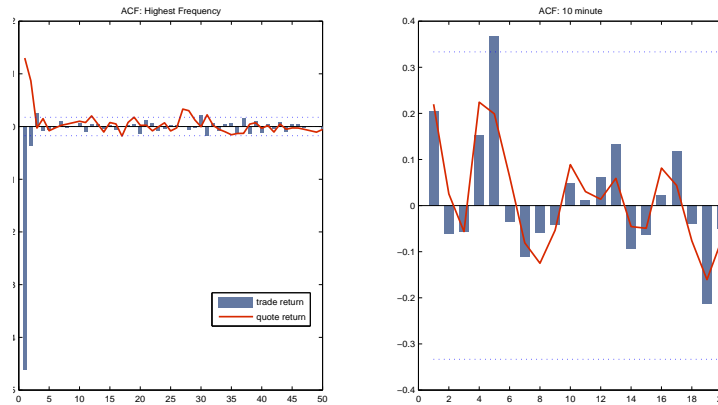 ACF: Highest Frequency
trade return
quote return
0 5 10 15 20 25 30 35 40 45 50
ACF: 10 minute
0.4
0.3
0.2
0.1
0
−0.1
−0.2
−0.3
−0.4
0 2 4 6 8 10 12 14 16 18